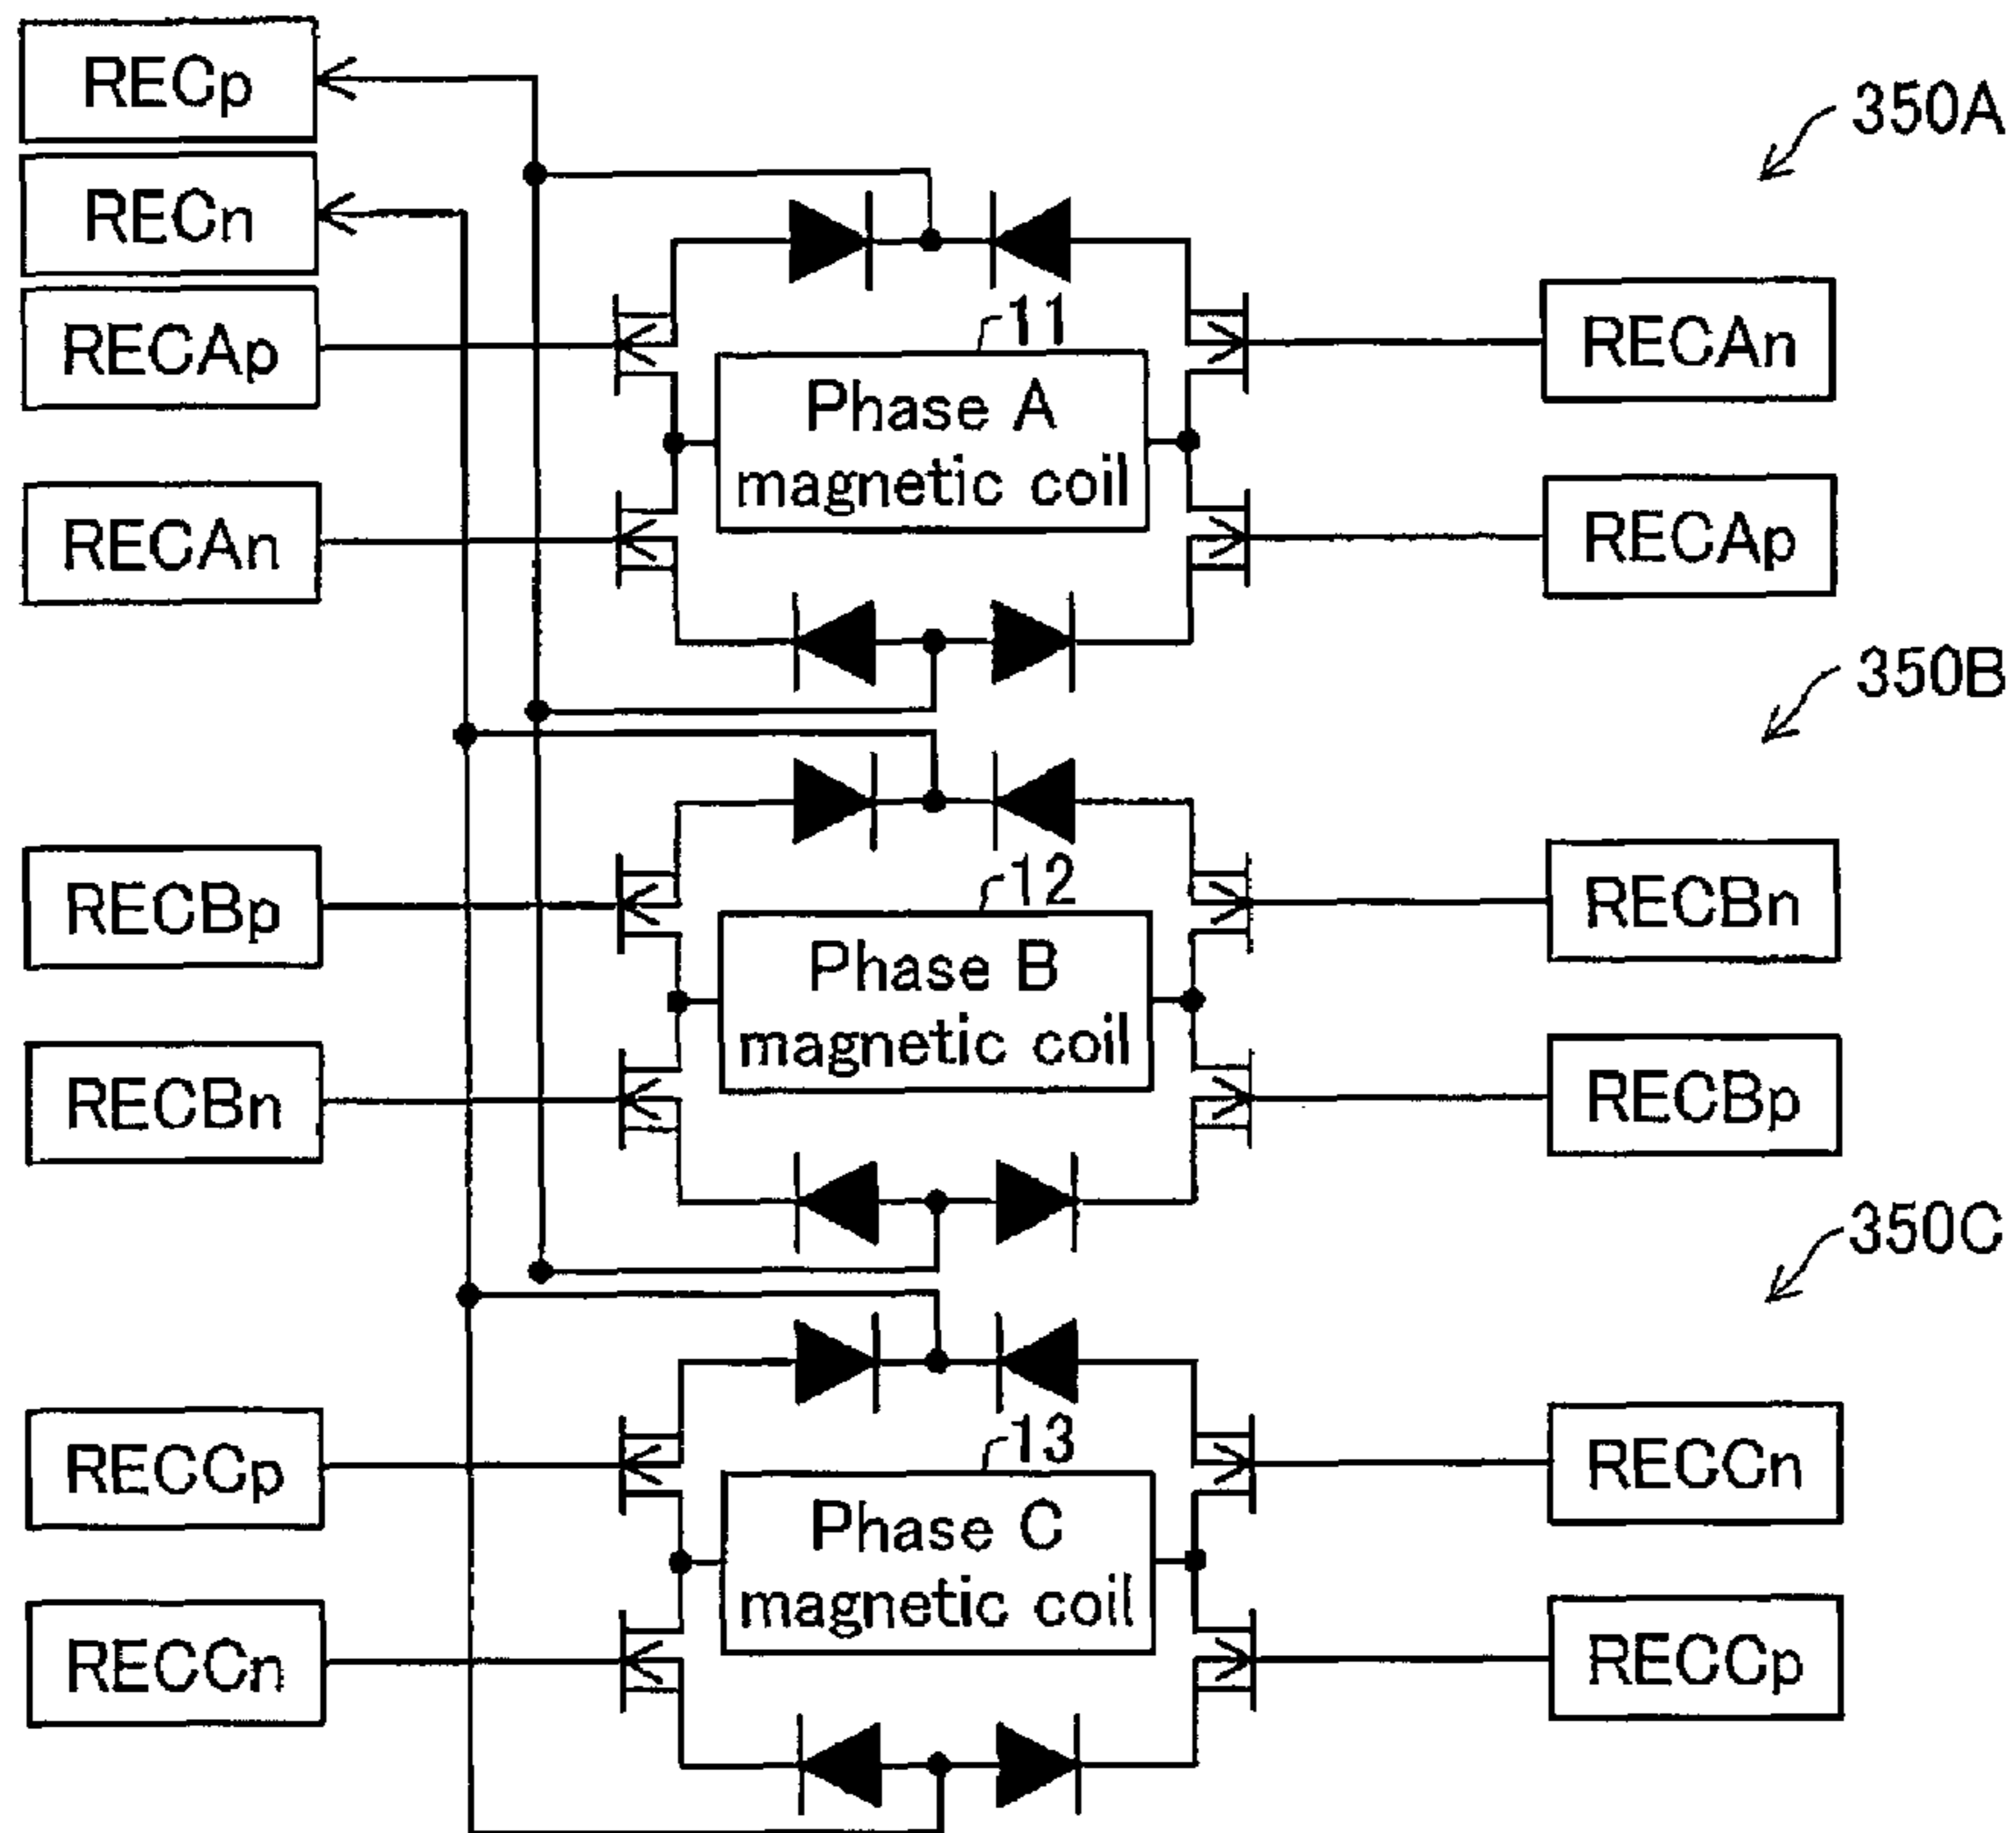 RECp
350A
RECn
RECAp
11
RECAn
Phase A
magnetic coil
RECAn
RECAp
350B
RECBp
12
RECBn
Phase B
magnetic coil
RECBn
RECBp
350C
RECCp
13
RECCn
Phase C
magnetic coil
RECCn
RECCp